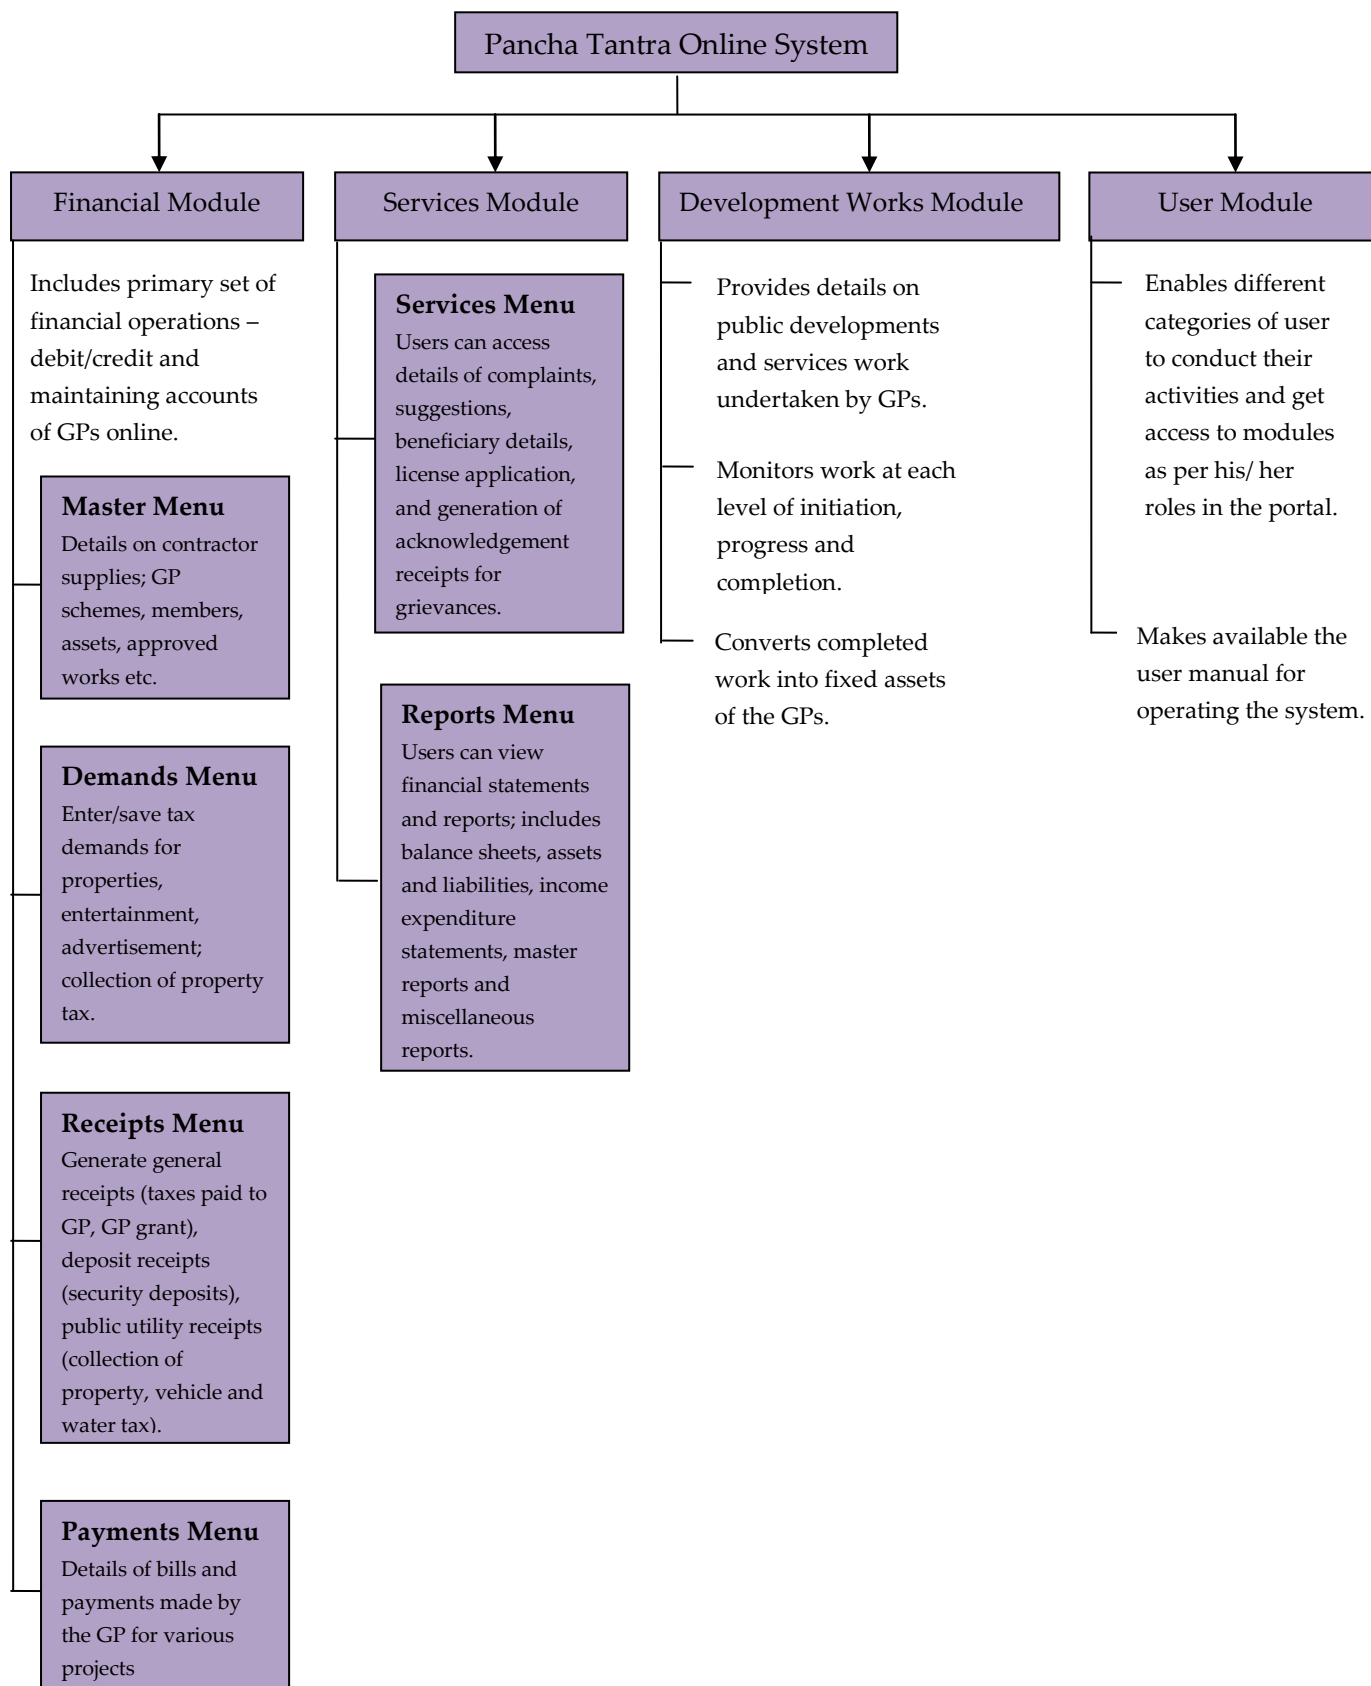 Pancha Tantra Online System
Financial Module
Includes primary set of
financial operations –
debit/credit and
maintaining accounts
of GPs online.
Master Menu
Details on contractor
supplies; GP
schemes, members,
assets, approved
works etc.
Demands Menu
Enter/save tax
demands for
properties,
entertainment,
advertisement;
collection of property
tax.
Receipts Menu
Generate general
receipts (taxes paid to
GP, GP grant),
deposit receipts
(security deposits),
public utility receipts
(collection of
property, vehicle and
water tax).
Payments Menu
Details of bills and
payments made by
the GP for various
projects
Services Module
Services Menu
Users can access
details of complaints,
suggestions,
beneficiary details,
license application,
and generation of
acknowledgement
receipts for
grievances.
Reports Menu
Users can view
financial statements
and reports; includes
balance sheets, assets
and liabilities, income
expenditure
statements, master
reports and
miscellaneous
reports.
Development Works Module
Provides details on
public developments
and services work
undertaken by GPs.
Monitors work at each
level of initiation,
progress and
completion.
Converts completed
work into fixed assets
of the GPs.
User Module
Enables different
categories of user
to conduct their
activities and get
access to modules
as per his/ her
roles in the portal.
Makes available the
user manual for
operating the system.